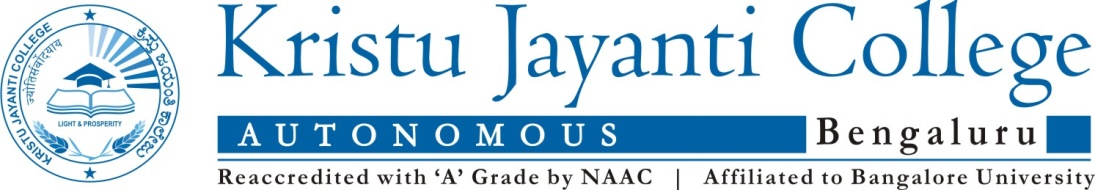 KRISTU JAYANTI COLLEGE
ಕ್ರಿಸ್ತು ಜಯಂತಿ ಕಾಲೇಜು
LIGHT & PROSPERITY
Kristu Jayanti College
AUTONOMOUS Bengaluru
Reaccredited with ‘A’ Grade by NAAC | Affiliated to Bangalore University